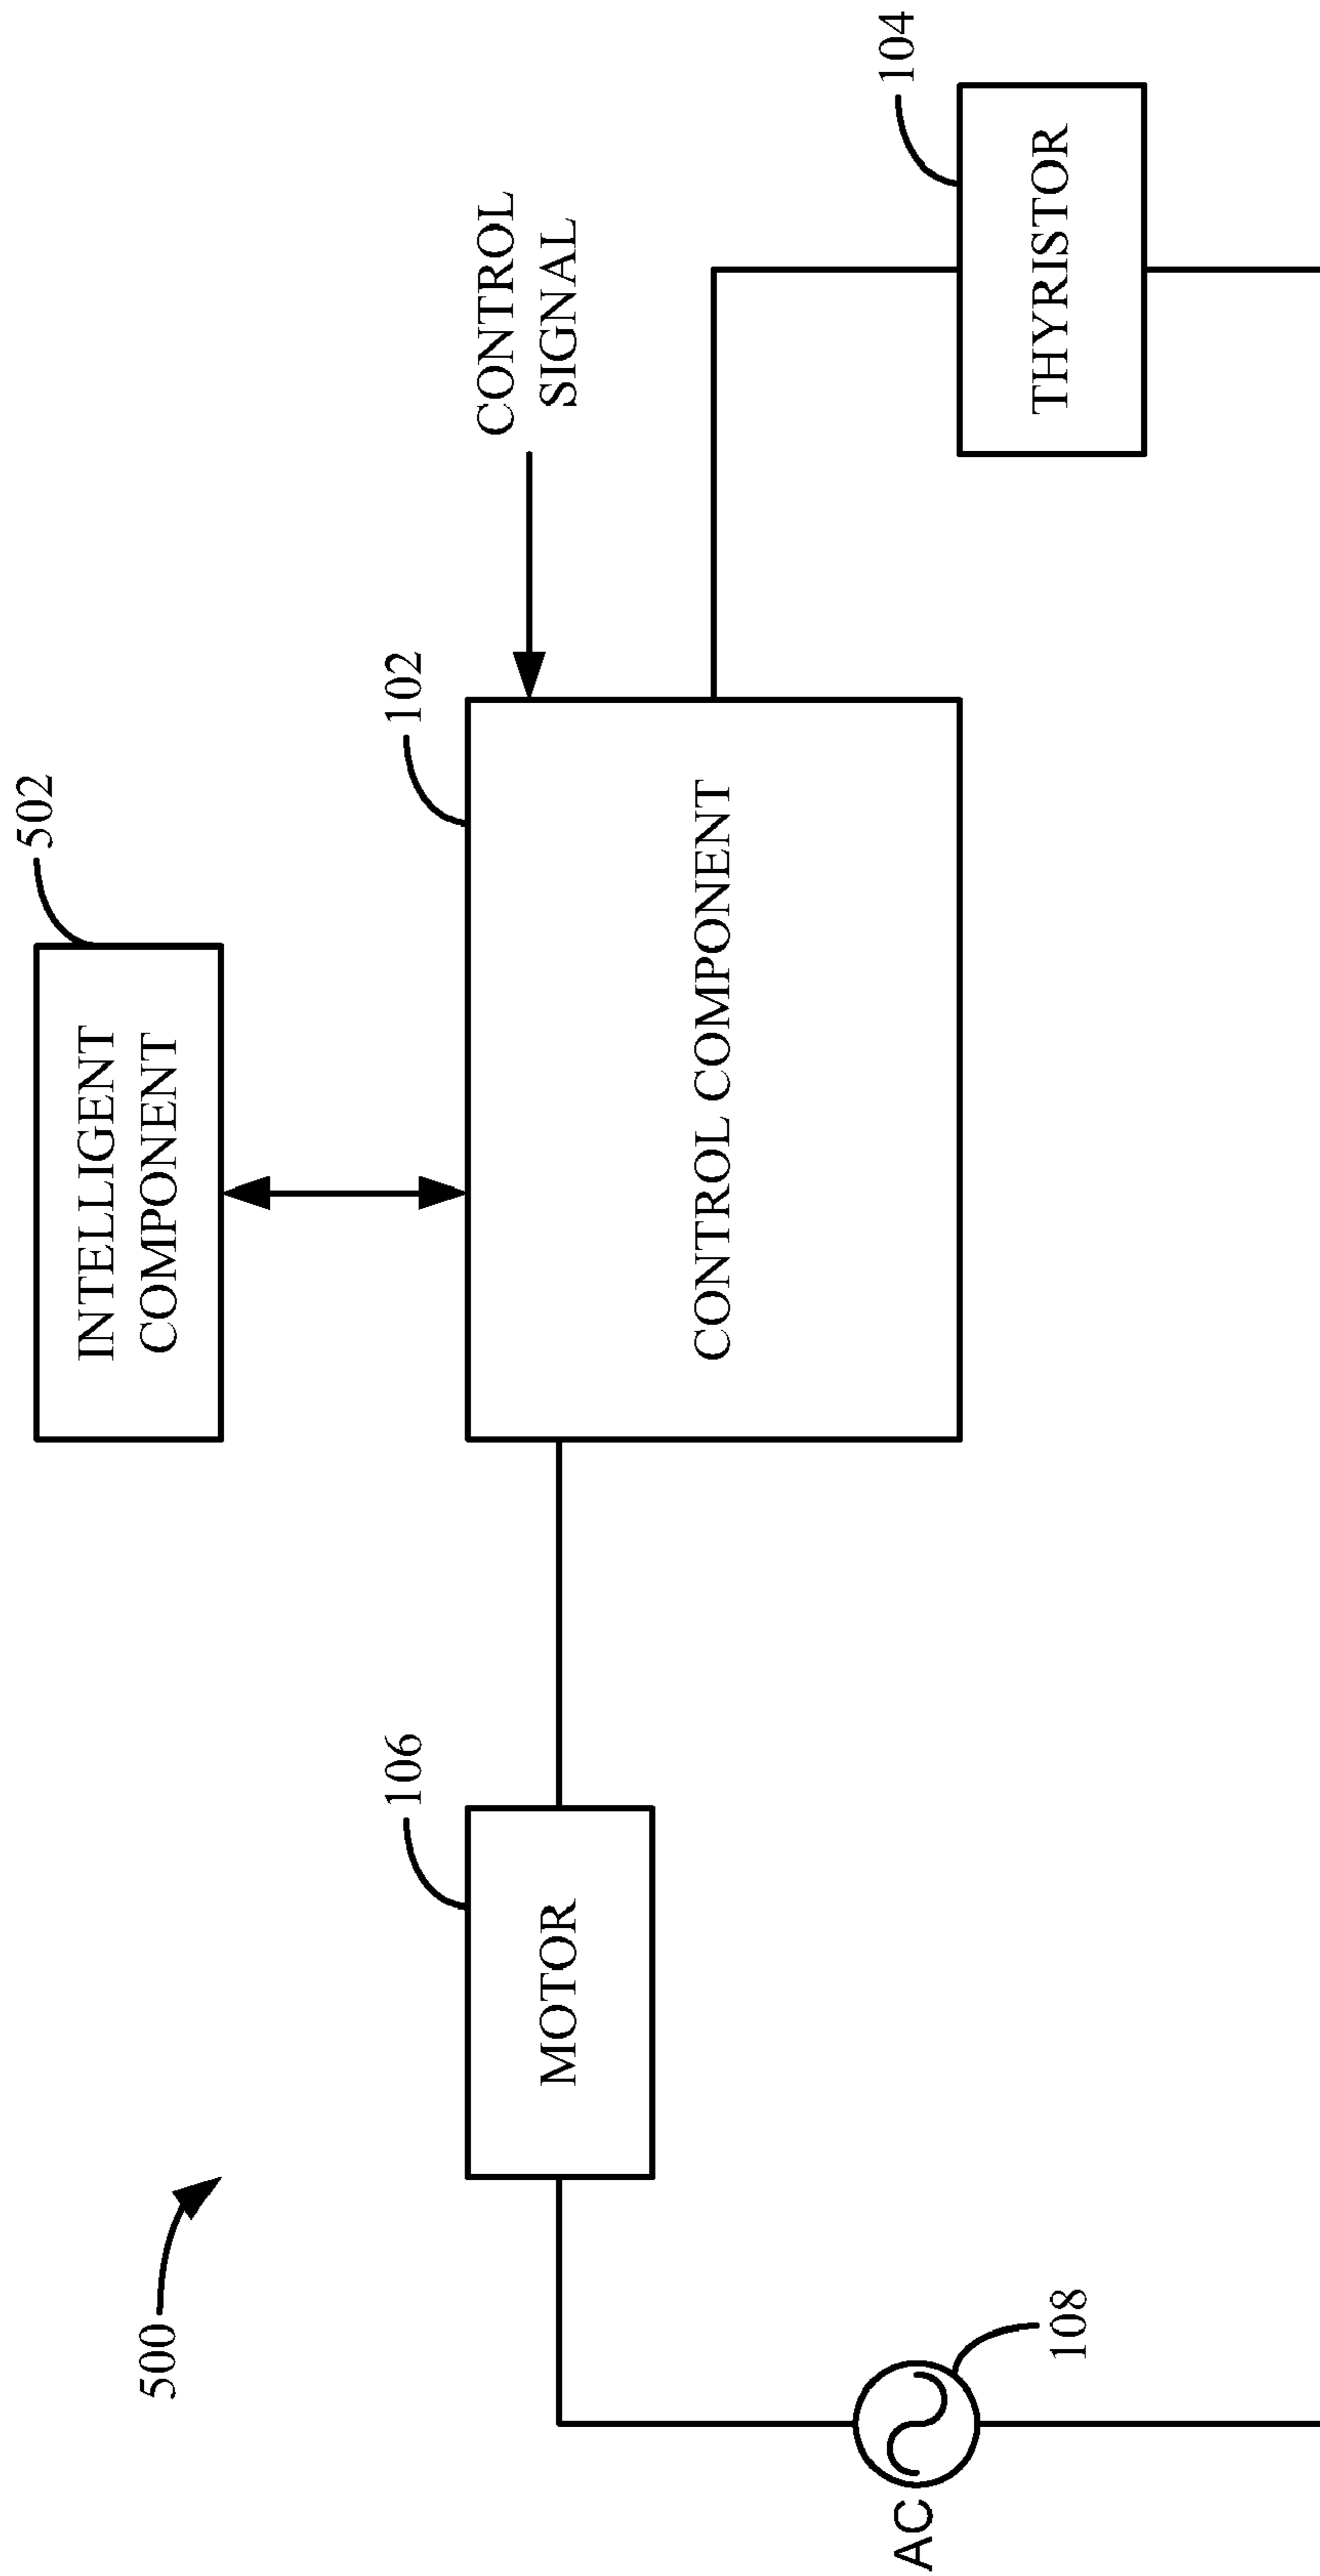 500
502
INTELLIGENT
COMPONENT
106
102
CONTROL
SIGNAL
MOTOR
CONTROL COMPONENT
104
AC
108
THYRISTOR